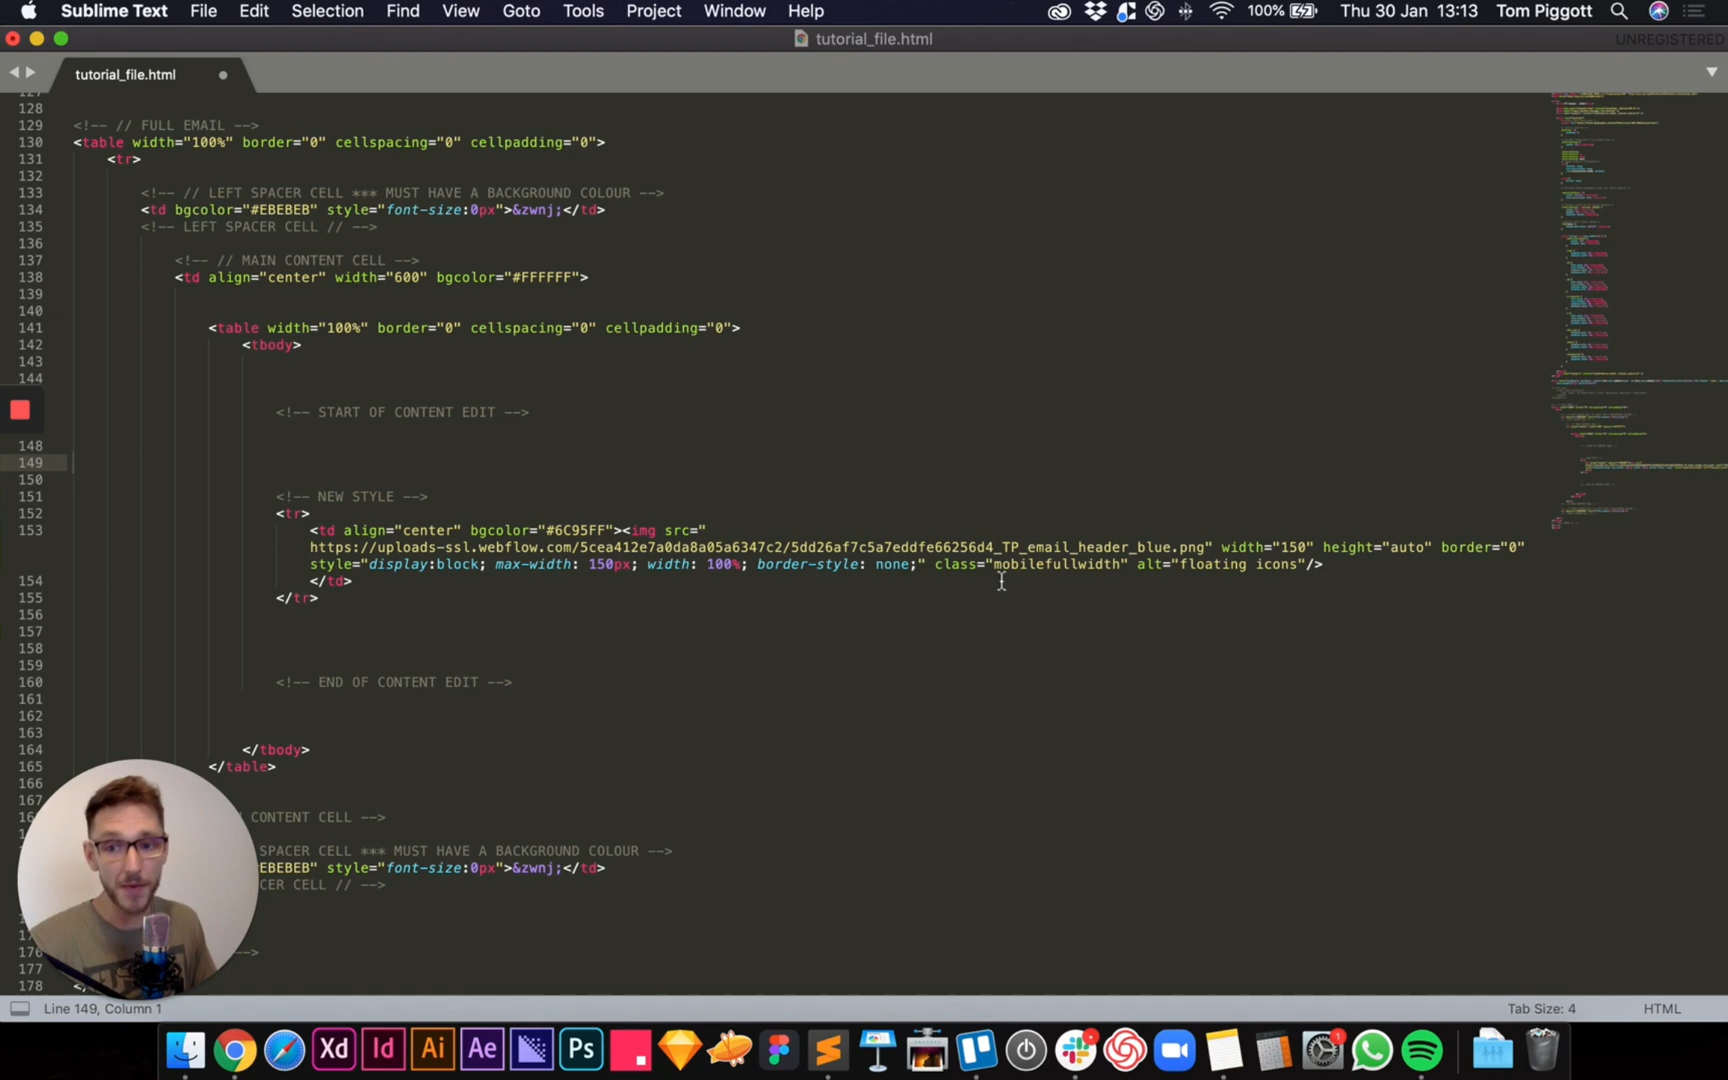 Sublime Text File Edit Selection Find View Goto Tools Project Window Help 100% Thu 30 Jan 13:13 Tom Piggott
tutorial_file.html UNREGISTERED
tutorial_file.html
128
129 <!-- // FULL EMAIL -->
130 <table width="100%" border="0" cellspacing="0" cellpadding="0">
131 <tr>
132
133 <!-- // LEFT SPACER CELL *** MUST HAVE A BACKGROUND COLOUR -->
134 <td bgcolor="#EBEBEB" style="font-size:0px">&zwnj;</td>
135 <!-- LEFT SPACER CELL // -->
136
137 <!-- // MAIN CONTENT CELL -->
138 <td align="center" width="600" bgcolor="#FFFFFF">
139
140
141 <table width="100%" border="0" cellspacing="0" cellpadding="0">
142 <tbody>
143
144
<!-- START OF CONTENT EDIT -->
148
149
150
151 <!-- NEW STYLE -->
152 <tr>
153 <td align="center" bgcolor="#6C95FF"><img src="
https://uploads-ssl.webflow.com/5cea412e7a0da8a05a6347c2/5dd26af7c5a7eddfe66256d4_TP_email_header_blue.png" width="150" height="auto" border="0"
style="display:block; max-width: 150px; width: 100%; border-style: none;" class="mobilefullwidth" alt="floating icons"/>
154 </td>
155 </tr>
156
157
158
159
160 <!-- END OF CONTENT EDIT -->
161
162
163
164 </tbody>
165 </table>
166
167
CONTENT CELL -->
SPACER CELL *** MUST HAVE A BACKGROUND COLOUR -->
EBEBEB" style="font-size:0px">&zwnj;</td>
CER CELL // -->
176 -->
177
178
Line 149, Column 1 Tab Size: 4 HTML
Xd Id Ai Ae Ps 1